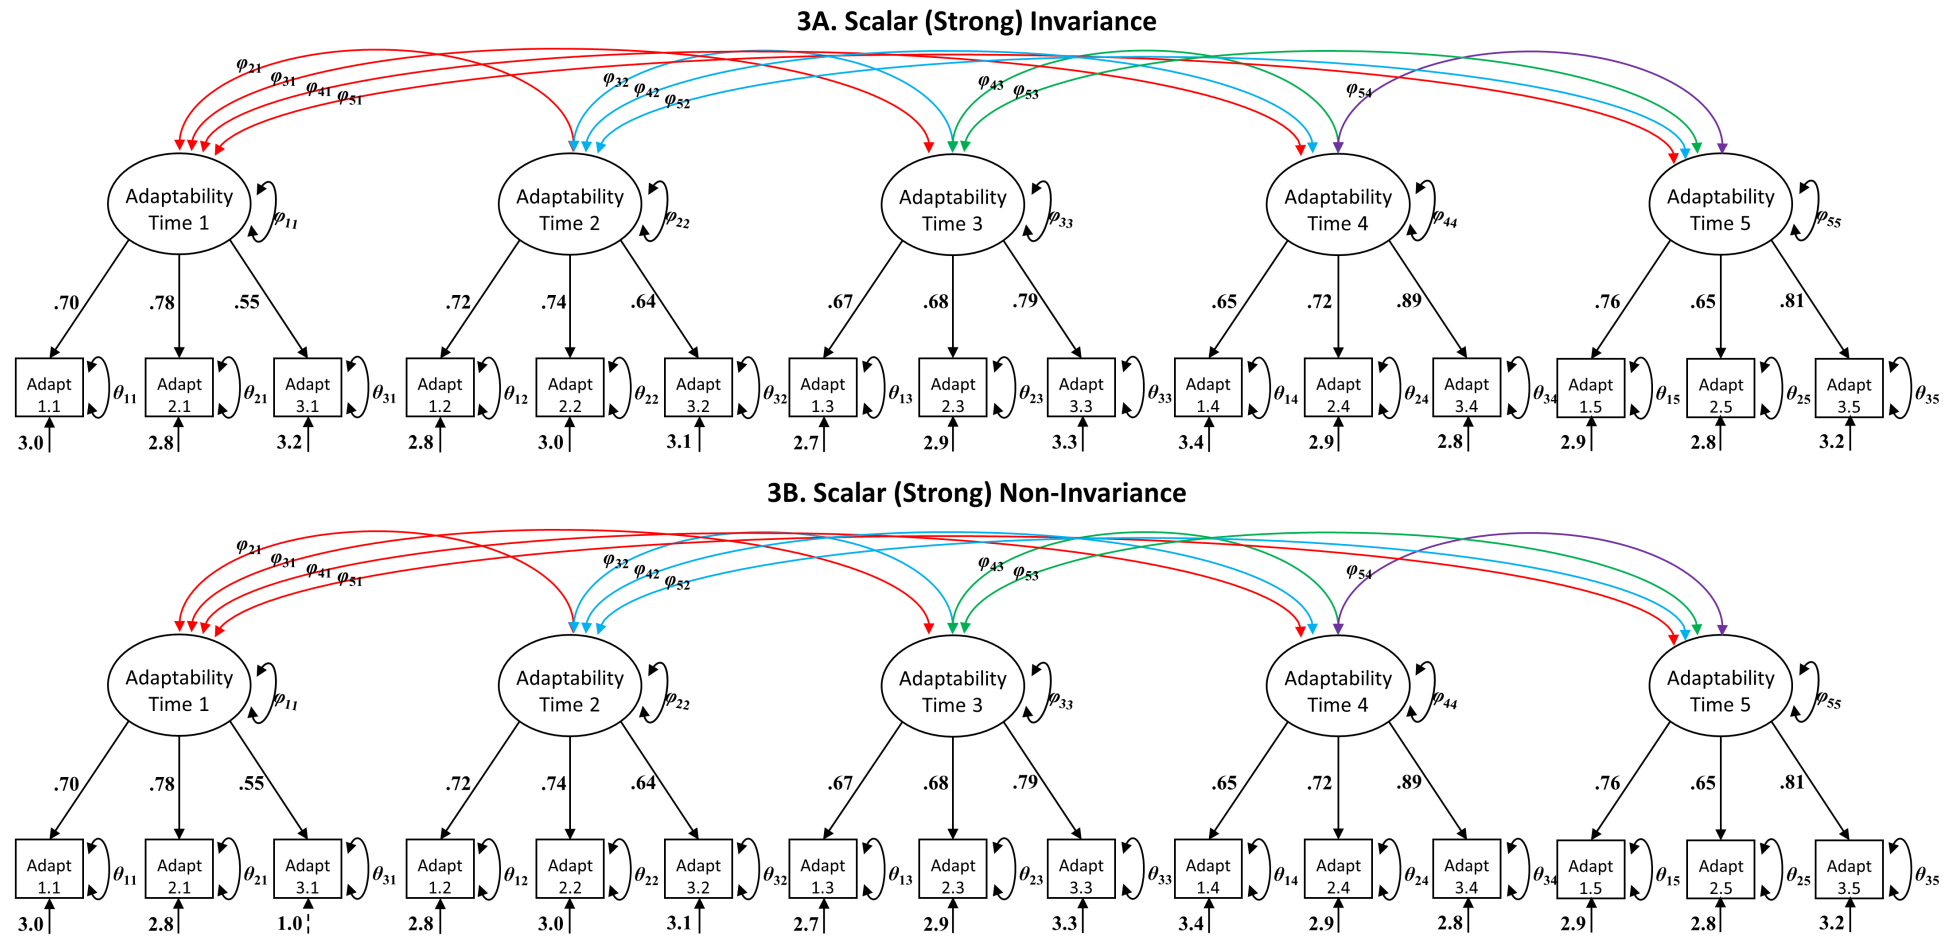 3A. Scalar (Strong) Invariance
φ21 φ31 φ41 φ51 φ32 φ42 φ52 φ43 φ53 φ54
Adaptability Adaptability Adaptability Adaptability Adaptability
Time 1 φ11 Time 2 φ22 Time 3 φ33 Time 4 φ44 Time 5 φ55
.70 .78 .55 .72 .74 .64 .67 .68 .79 .65 .72 .89 .76 .65 .81
Adapt Adapt Adapt Adapt Adapt Adapt Adapt Adapt Adapt Adapt Adapt Adapt Adapt Adapt Adapt
θ11 θ21 θ31 θ12 θ22 θ32 θ13 θ23 θ33 θ14 θ24 θ34 θ15 θ25 θ35
1.1 2.1 3.1 1.2 2.2 3.2 1.3 2.3 3.3 1.4 2.4 3.4 1.5 2.5 3.5
3.0 2.8 3.2 2.8 3.0 3.1 2.7 2.9 3.3 3.4 2.9 2.8 2.9 2.8 3.2
3B. Scalar (Strong) Non-Invariance
φ21 φ31 φ41 φ51 φ32 φ42 φ52 φ43 φ53 φ54
Adaptability Adaptability Adaptability Adaptability Adaptability
Time 1 φ11 Time 2 φ22 Time 3 φ33 Time 4 φ44 Time 5 φ55
.70 .78 .55 .72 .74 .64 .67 .68 .79 .65 .72 .89 .76 .65 .81
Adapt Adapt Adapt Adapt Adapt Adapt Adapt Adapt Adapt Adapt Adapt Adapt Adapt Adapt Adapt
θ11 θ21 θ31 θ12 θ22 θ32 θ13 θ23 θ33 θ14 θ24 θ34 θ15 θ25 θ35
1.1 2.1 3.1 1.2 2.2 3.2 1.3 2.3 3.3 1.4 2.4 3.4 1.5 2.5 3.5
3.0 2.8 1.0 2.8 3.0 3.1 2.7 2.9 3.3 3.4 2.9 2.8 2.9 2.8 3.2